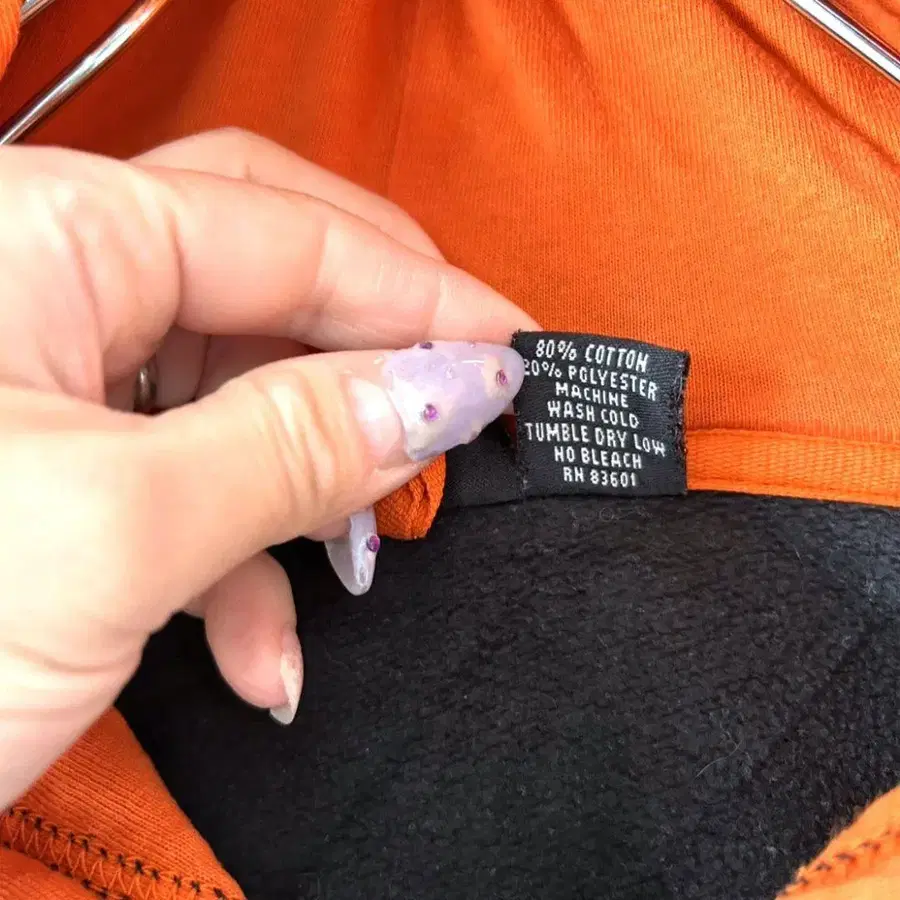 80% COTTON
20% POLYESTER
MACHINE
WASH COLD
TUMBLE DRY LOW
NO BLEACH
RN 83601